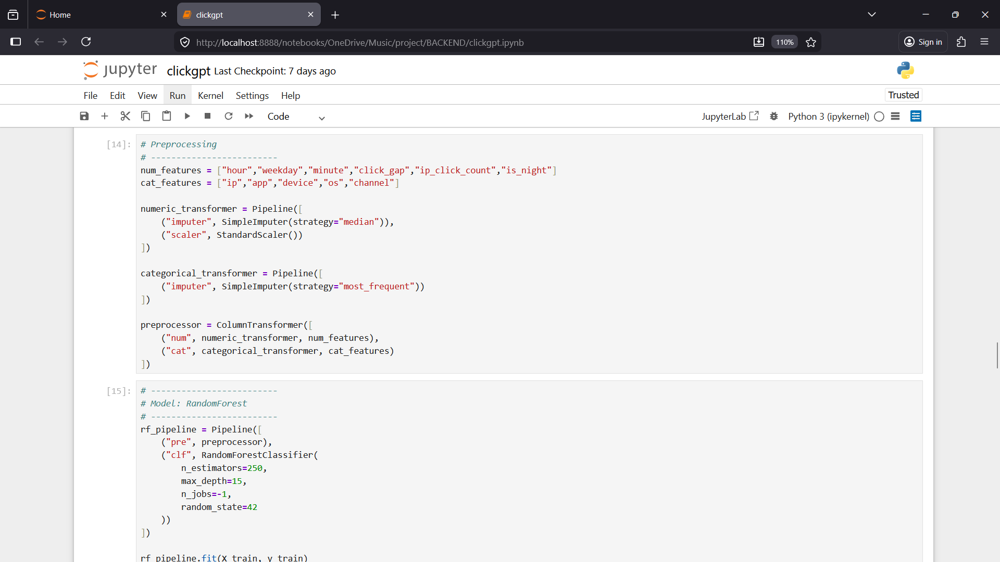 Home
clickgpt
http://localhost:8888/notebooks/OneDrive/Music/project/BACKEND/clickgpt.ipynb
110%
Sign in
jupyter clickgpt Last Checkpoint: 7 days ago
File Edit View Run Kernel Settings Help
Trusted
Code
JupyterLab
Python 3 (ipykernel)
[14]:
# Preprocessing
# -------------------------
num_features = ["hour","weekday","minute","click_gap","ip_click_count","is_night"]
cat_features = ["ip","app","device","os","channel"]

numeric_transformer = Pipeline([
    ("imputer", SimpleImputer(strategy="median")),
    ("scaler", StandardScaler())
])

categorical_transformer = Pipeline([
    ("imputer", SimpleImputer(strategy="most_frequent"))
])

preprocessor = ColumnTransformer([
    ("num", numeric_transformer, num_features),
    ("cat", categorical_transformer, cat_features)
])
[15]:
# -------------------------
# Model: RandomForest
# -------------------------
rf_pipeline = Pipeline([
    ("pre", preprocessor),
    ("clf", RandomForestClassifier(
        n_estimators=250,
        max_depth=15,
        n_jobs=-1,
        random_state=42
    ))
])

rf_pipeline.fit(X_train, y_train)